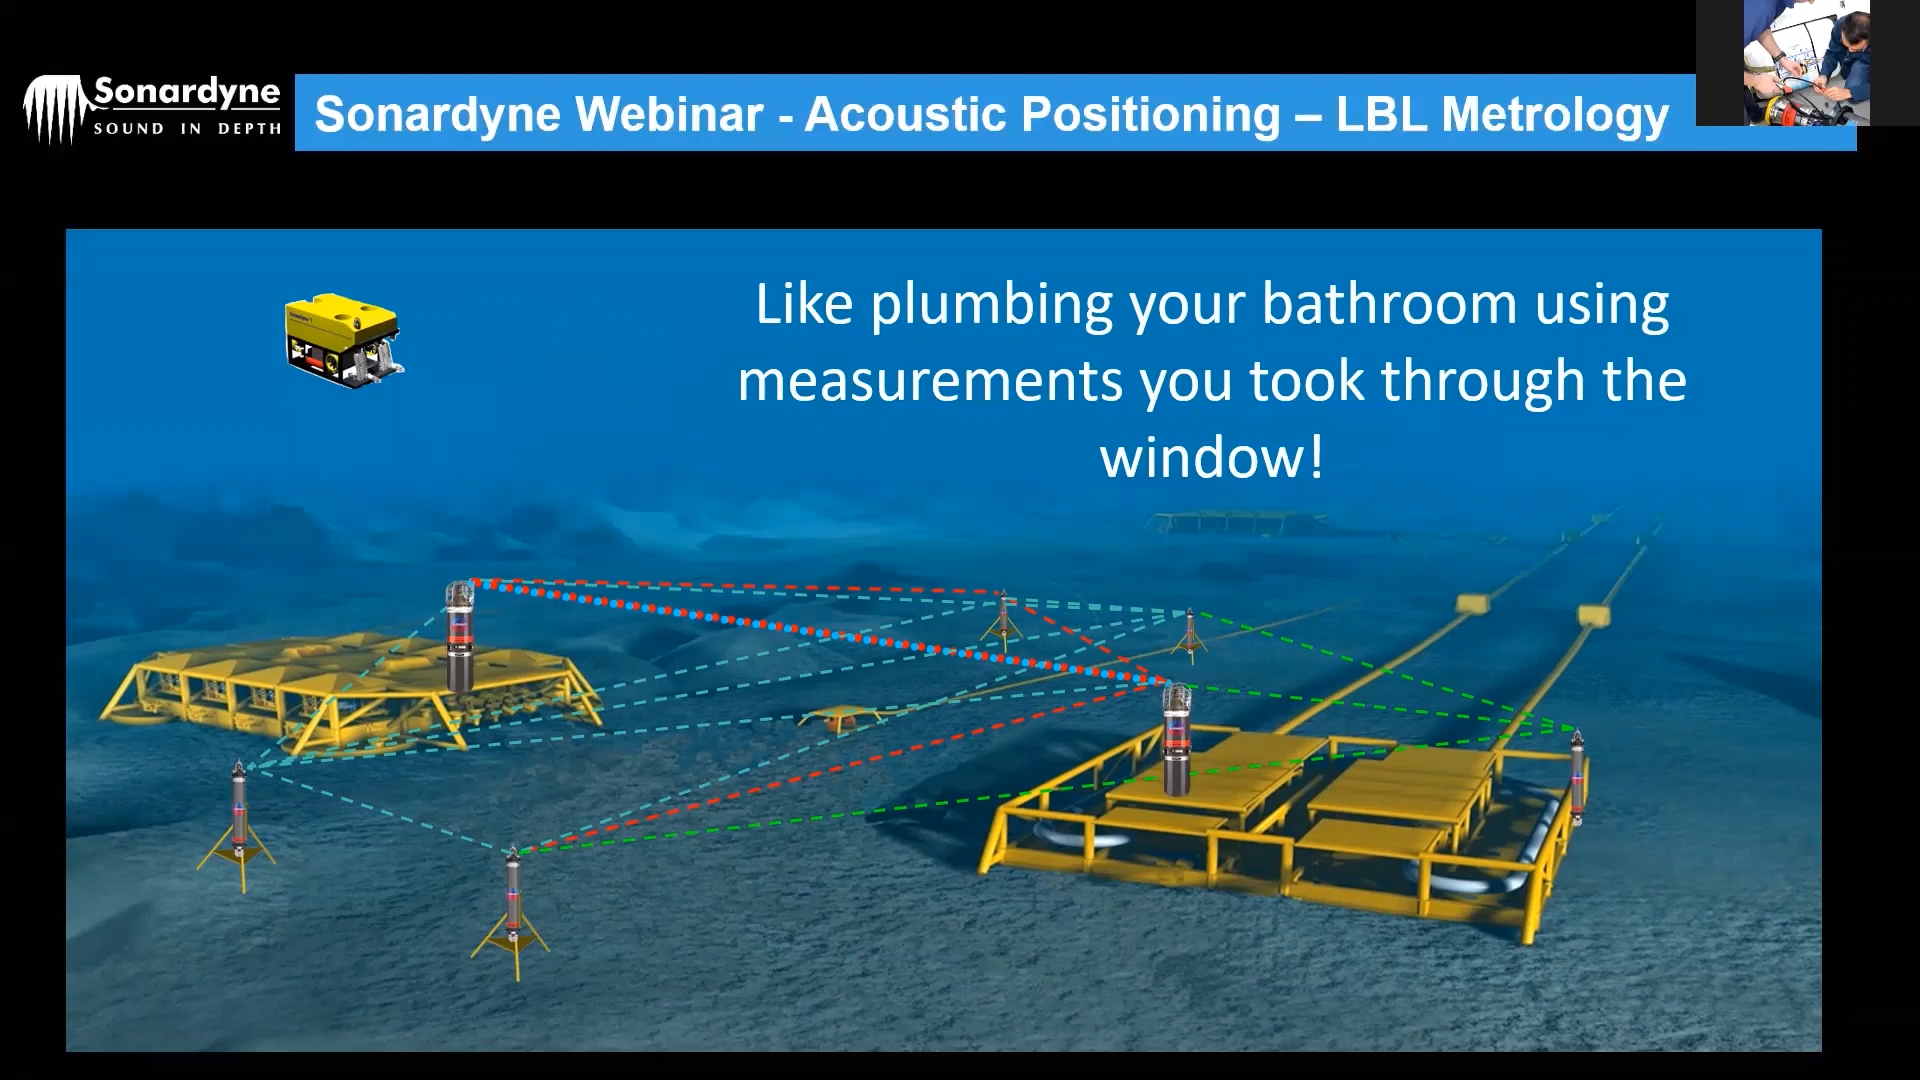 Sonardyne
SOUND IN DEPTH
Sonardyne Webinar - Acoustic Positioning – LBL Metrology
Like plumbing your bathroom using
measurements you took through the
window!